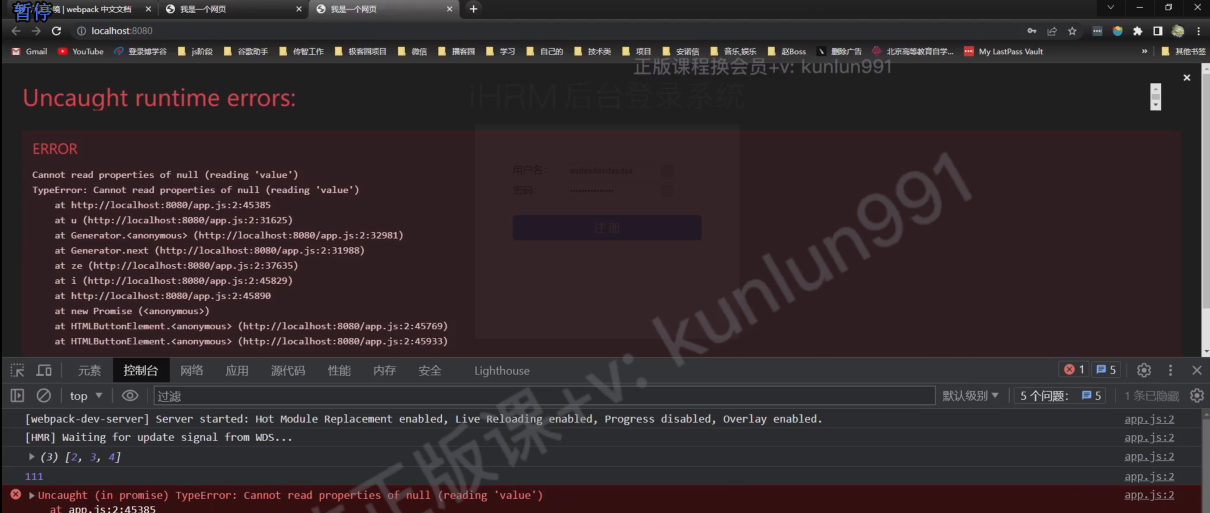 暂停
境 | webpack 中文文档
我是一个网页
我是一个网页
localhost:8080
Gmail
YouTube
登录博学谷
js阶段
谷歌助手
传智工作
极客园项目
微信
播客园
学习
自己的
技术类
项目
安诺信
音乐,娱乐
赵Boss
删除广告
北京高等教育自学...
My LastPass Vault
»
其他书签
正版课程换会员+v: kunlun991
Uncaught runtime errors:
IHRM 后台登录系统
ERROR
Cannot read properties of null (reading 'value')
TypeError: Cannot read properties of null (reading 'value')
at http://localhost:8080/app.js:2:45385
at u (http://localhost:8080/app.js:2:31625)
at Generator.<anonymous> (http://localhost:8080/app.js:2:32981)
at Generator.next (http://localhost:8080/app.js:2:31988)
at ze (http://localhost:8080/app.js:2:37635)
at i (http://localhost:8080/app.js:2:45829)
at http://localhost:8080/app.js:2:45890
at new Promise (<anonymous>)
at HTMLButtonElement.<anonymous> (http://localhost:8080/app.js:2:45769)
at HTMLButtonElement.<anonymous> (http://localhost:8080/app.js:2:45933)
用户名:
密码:
注册
正版课+v: kunlun991
元素 控制台 网络 应用 源代码 性能 内存 安全 Lighthouse 1 5
top 过滤 默认级别 5 个问题: 5 1 条已隐藏
[webpack-dev-server] Server started: Hot Module Replacement enabled, Live Reloading enabled, Progress disabled, Overlay enabled. app.js:2
[HMR] Waiting for update signal from WDS... app.js:2
(3) [2, 3, 4] app.js:2
111 app.js:2
Uncaught (in promise) TypeError: Cannot read properties of null (reading 'value') app.js:2
at app.js:2:45385